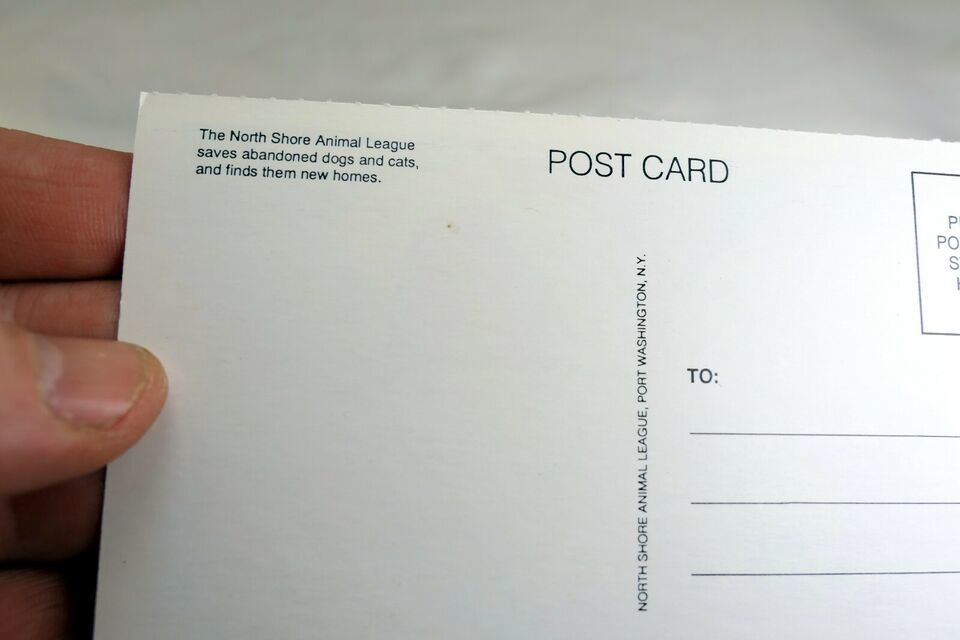 The North Shore Animal League
saves abandoned dogs and cats,
and finds them new homes.
POST CARD
NORTH SHORE ANIMAL LEAGUE, PORT WASHINGTON, N.Y.
TO: